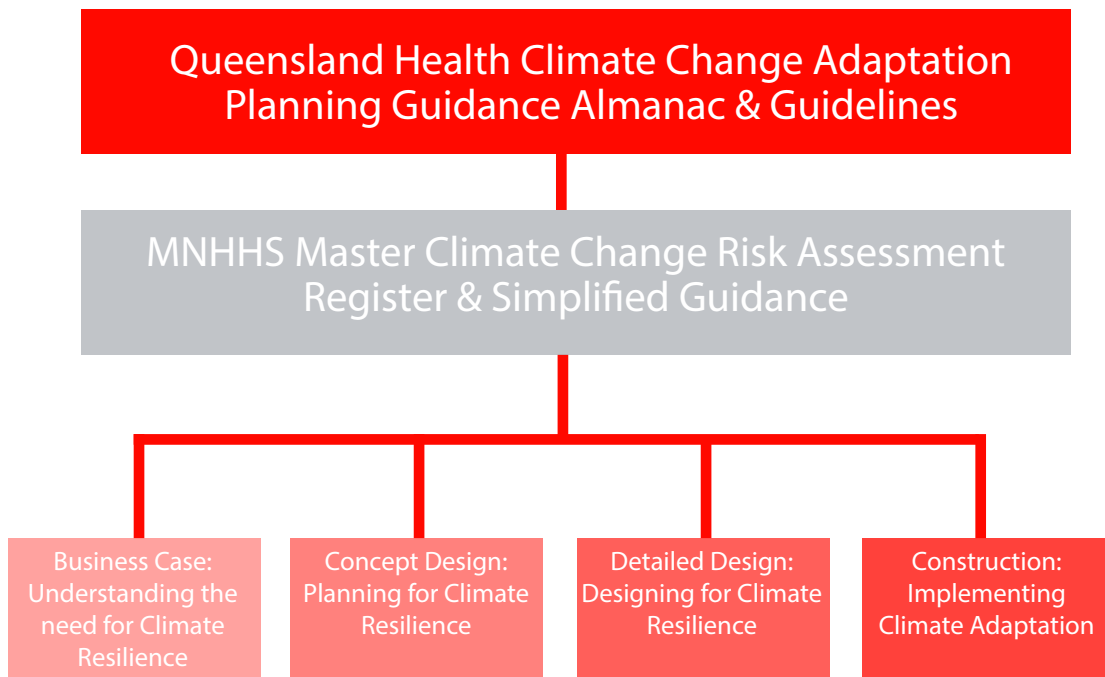 Queensland Health Climate Change Adaptation
Planning Guidance Almanac & Guidelines
MNHHS Master Climate Change Risk Assessment
Register & Simplified Guidance
Business Case:
Understanding the
need for Climate
Resilience
Concept Design:
Planning for Climate
Resilience
Detailed Design:
Designing for Climate
Resilience
Construction:
Implementing
Climate Adaptation